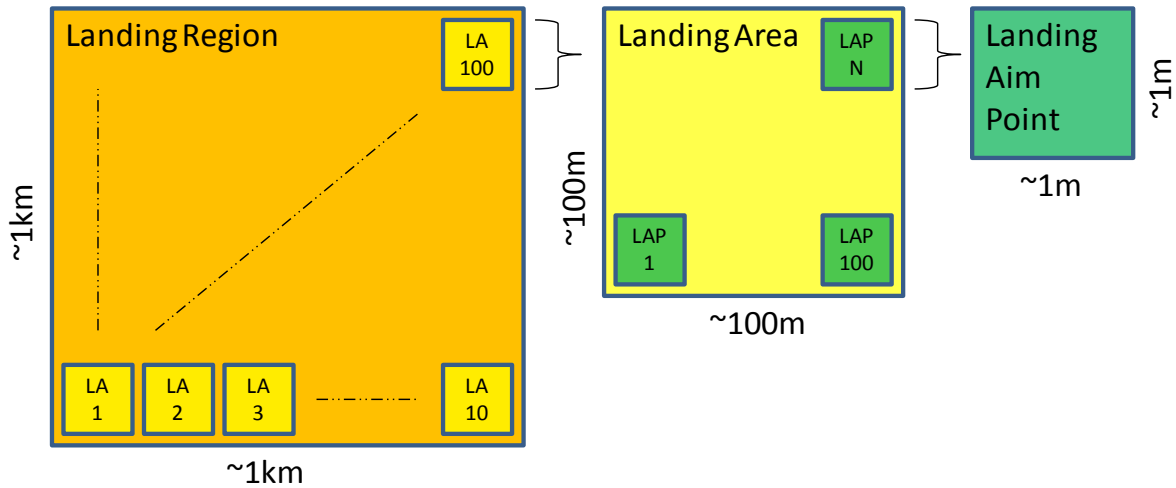 Landing Region
LA
100
~1km
LA
1
LA
2
LA
3
LA
10
~1km
Landing Area
LAP
N
~100m
LAP
1
LAP
100
~100m
Landing
Aim
Point
~1m
~1m